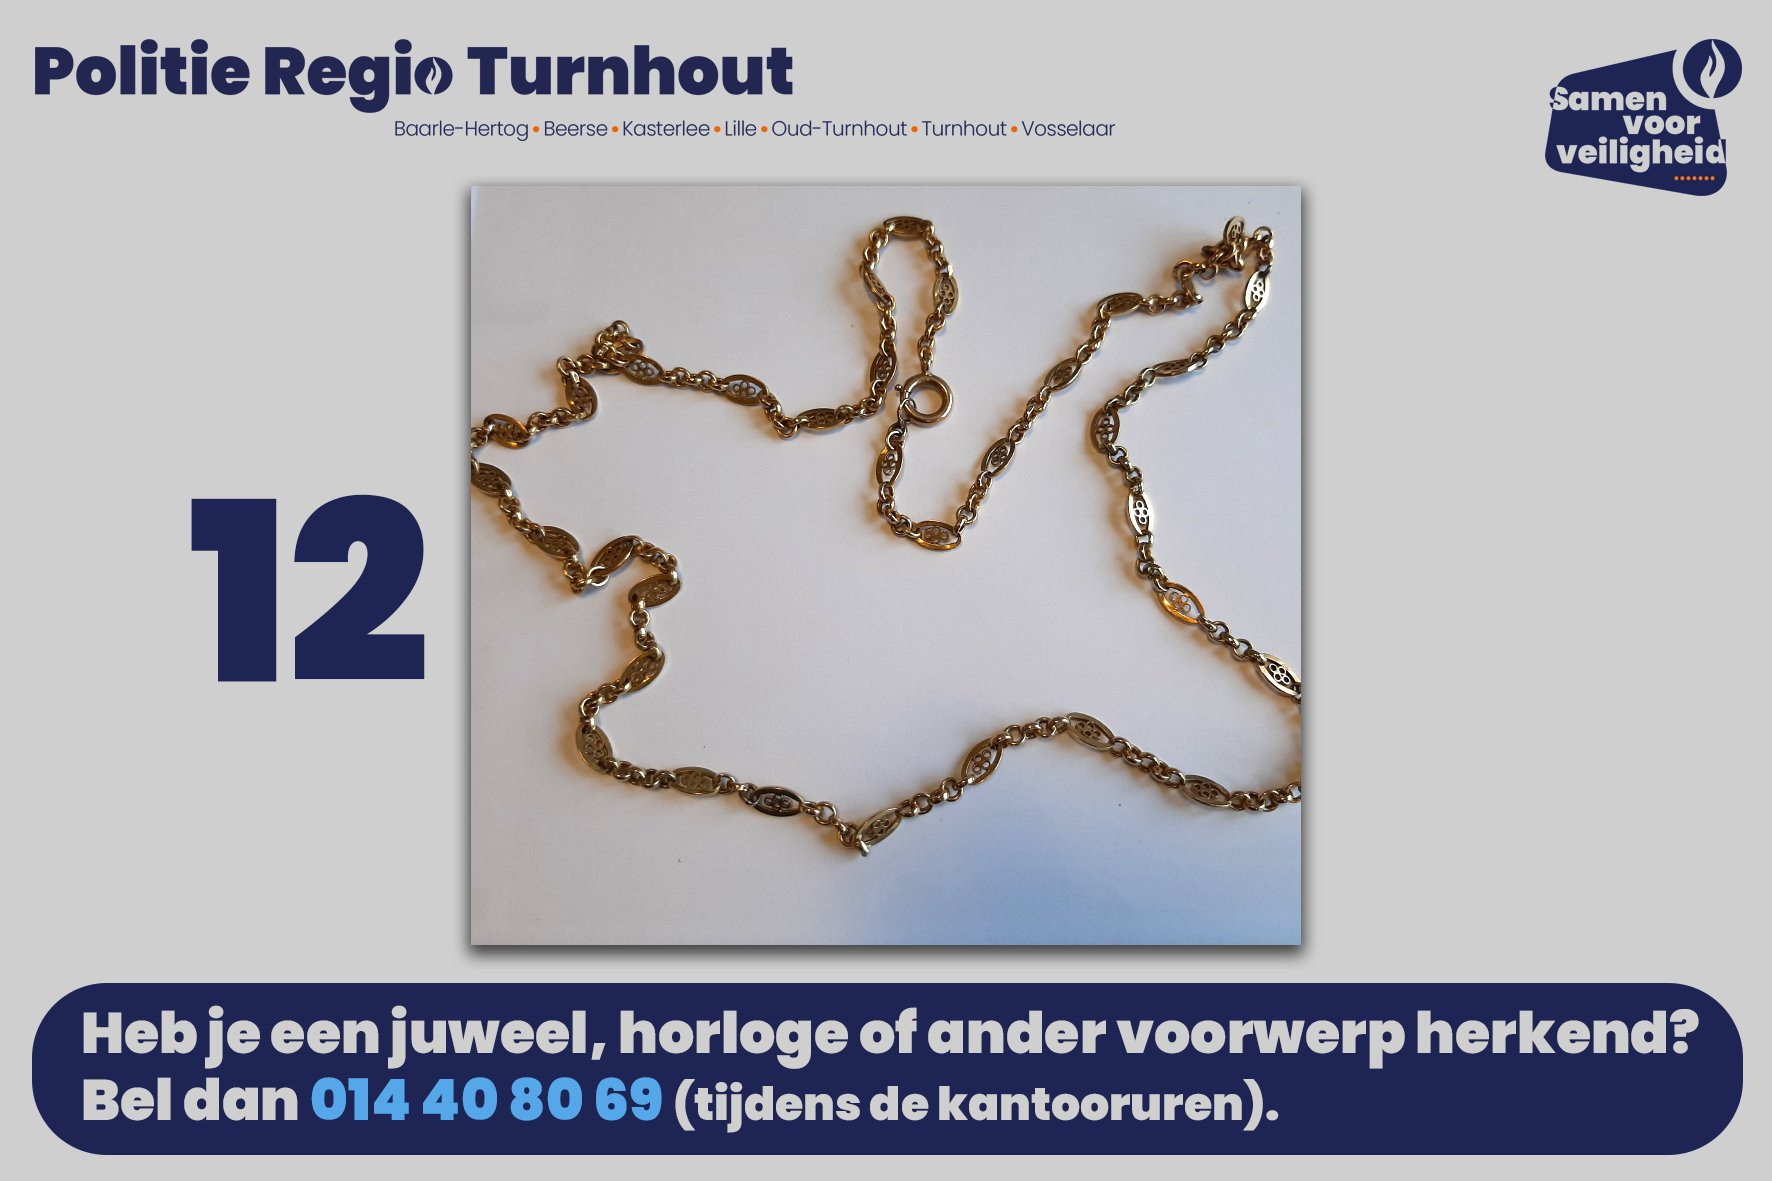 Politie Regio Turnhout
Baarle-Hertog • Beerse • Kasterlee • Lille • Oud-Turnhout • Turnhout • Vosselaar
Samen
voor
veiligheid
12
Heb je een juweel, horloge of ander voorwerp herkend?
Bel dan 014 40 80 69 (tijdens de kantooruren).